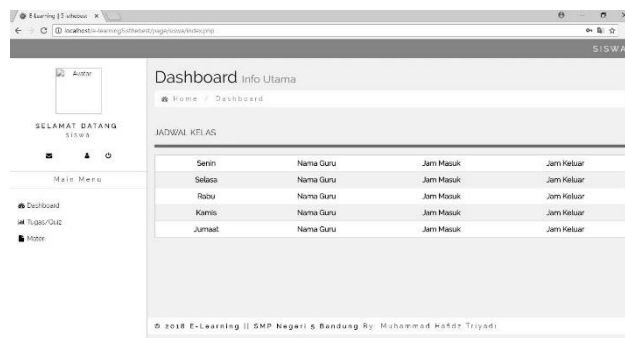 E-Learning || 5 isthebest
localhost/e-learning5isthebest/page/siswa/index.php
SISWA
Avatar
SELAMAT DATANG
siswa
Main Menu
Dashboard
Tugas/Quiz
Materi
Dashboard Info Utama
Home / Dashboard
JADWAL KELAS
Senin Nama Guru Jam Masuk Jam Keluar
Selasa Nama Guru Jam Masuk Jam Keluar
Rabu Nama Guru Jam Masuk Jam Keluar
Kamis Nama Guru Jam Masuk Jam Keluar
Jumaat Nama Guru Jam Masuk Jam Keluar
© 2018 E-Learning || SMP Negeri 5 Bandung By: Muhammad Hafidz Triyadi